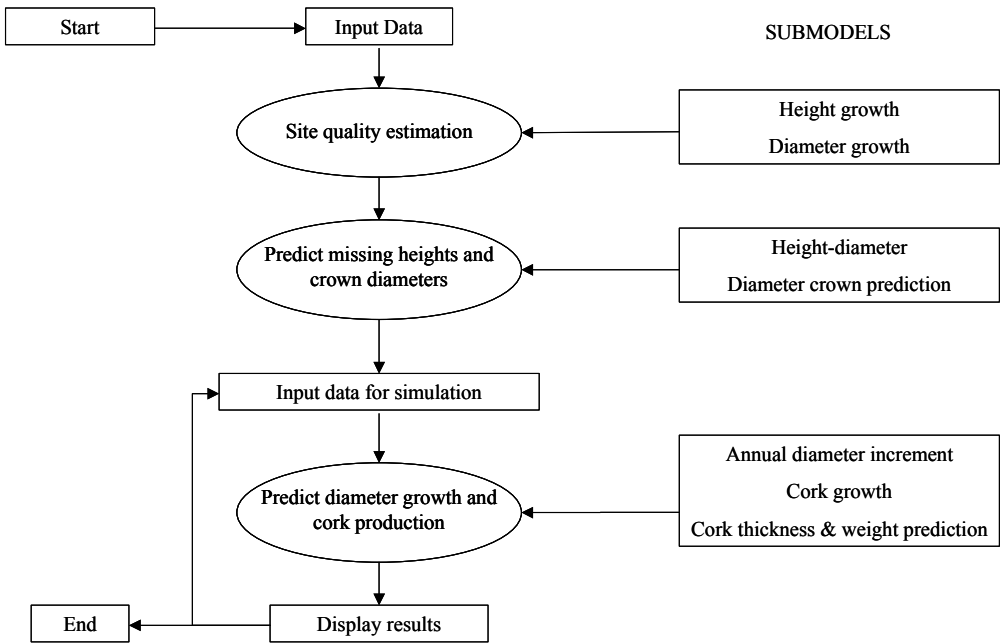 Start
Input Data
SUBMODELS
Site quality estimation
Height growth
Diameter growth
Predict missing heights and
crown diameters
Height-diameter
Diameter crown prediction
Input data for simulation
Predict diameter growth and
cork production
Annual diameter increment
Cork growth
Cork thickness & weight prediction
End
Display results